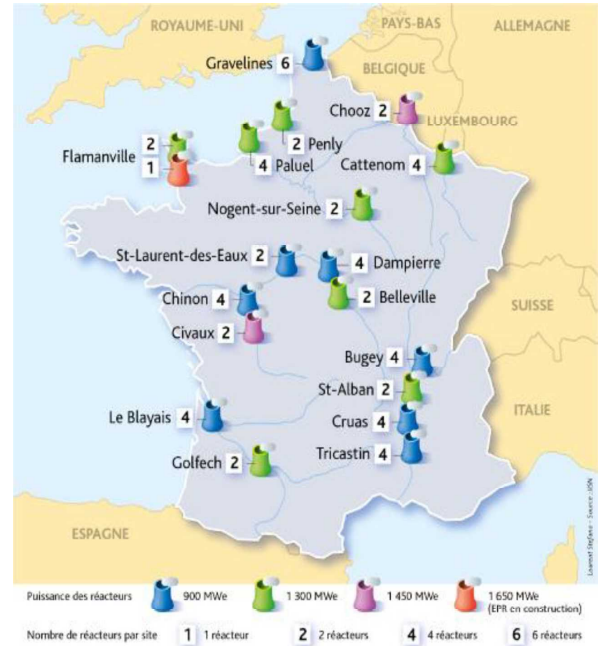 ROYAUME-UNI
PAYS-BAS
ALLEMAGNE
Gravelines 6
BELGIQUE
Chooz 2
LUXEMBOURG
2 Penly
Flamanville 2
1
4 Paluel
Cattenom 4
Nogent-sur-Seine 2
St-Laurent-des-Eaux 2
4 Dampierre
Chinon 4
2 Belleville
SUISSE
Civaux 2
Bugey 4
St-Alban 2
ITALIE
Le Blayais 4
Cruas 4
Tricastin 4
Golfech 2
ESPAGNE
Laurent Stefano - Source : ASN
Puissance des réacteurs 900 MWe 1 300 MWe 1 450 MWe 1 650 MWe
(EPR en construction)
Nombre de réacteurs par site 1 1 réacteur 2 2 réacteurs 4 4 réacteurs 6 6 réacteurs